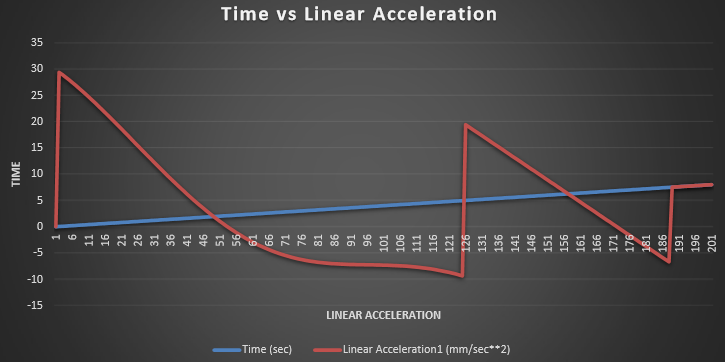 Time vs Linear Acceleration
35
30
25
20
15
10
5
0
-5
-10
-15
TIME
1 6 11 16 21 26 31 36 41 46 51 56 61 66 71 76 81 86 91 96 101 106 111 116 121 126 131 136 141 146 151 156 161 166 171 176 181 186 191 196 201
LINEAR ACCELERATION
Time (sec) Linear Acceleration1 (mm/sec**2)